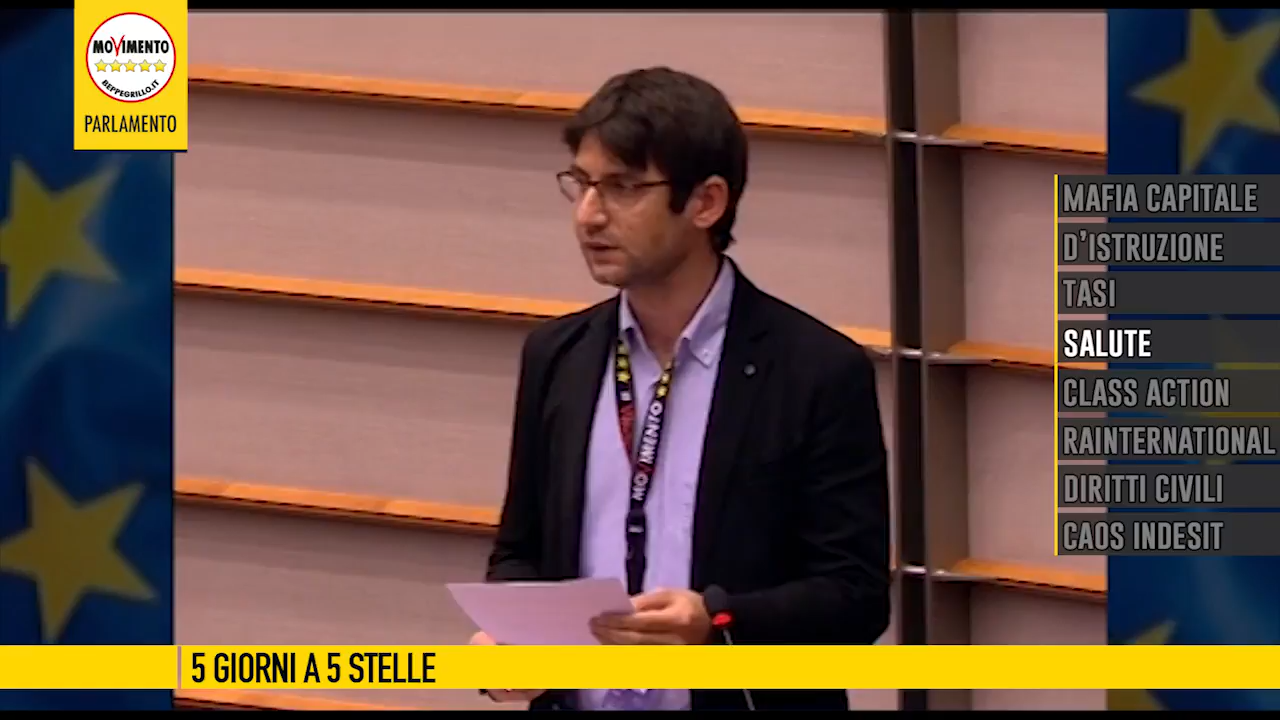 MOVIMENTO
BEPPEGRILLO.IT
PARLAMENTO
MAFIA CAPITALE
D'ISTRUZIONE
TASI
SALUTE
CLASS ACTION
RAINTERNATIONAL
DIRITTI CIVILI
CAOS INDESIT
MOVIMENTO
5 GIORNI A 5 STELLE